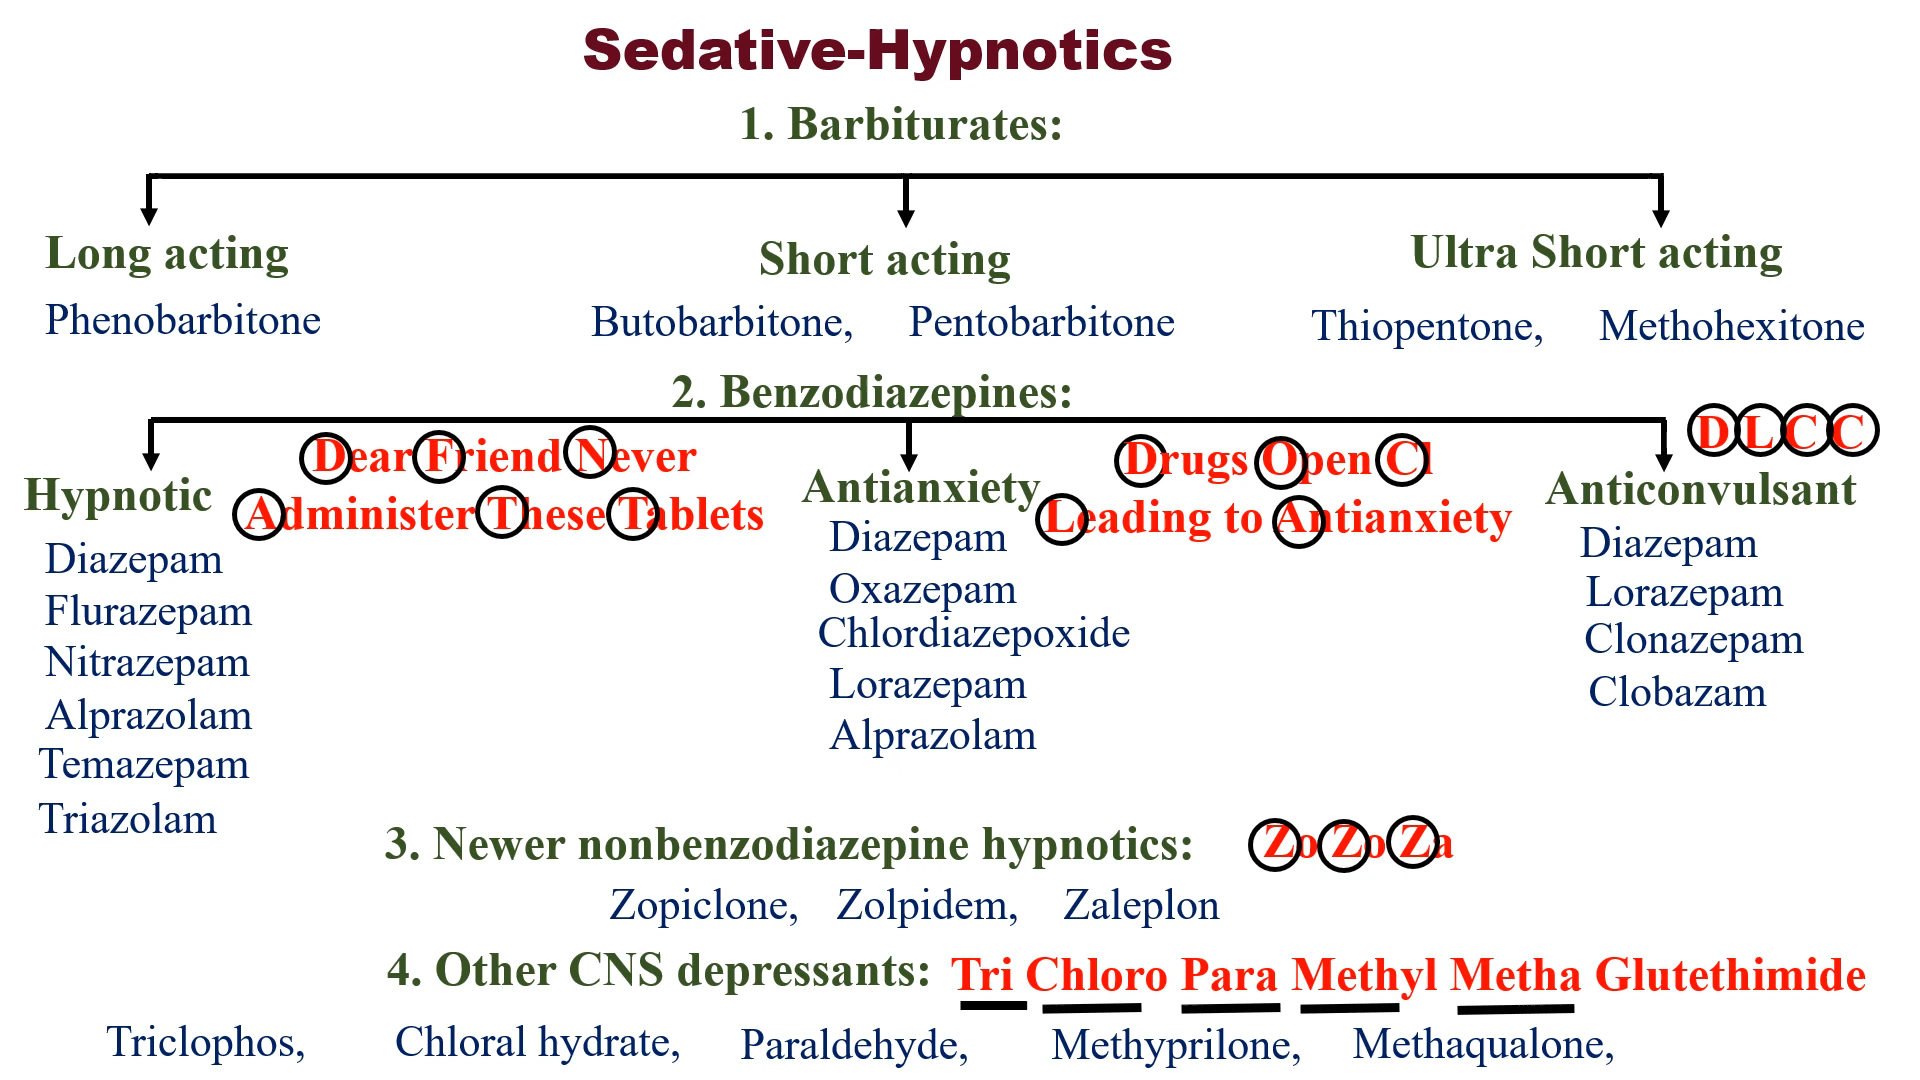 Sedative-Hypnotics
1. Barbiturates:
Long acting
Short acting
Ultra Short acting
Phenobarbitone
Butobarbitone, Pentobarbitone
Thiopentone, Methohexitone
2. Benzodiazepines:
Hypnotic
Dear Friend Never
Administer These Tablets
Diazepam
Flurazepam
Nitrazepam
Alprazolam
Temazepam
Triazolam
Antianxiety
Drugs Open Cl
Leading to Antianxiety
Diazepam
Oxazepam
Chlordiazepoxide
Lorazepam
Alprazolam
D L C C
Anticonvulsant
Diazepam
Lorazepam
Clonazepam
Clobazam
3. Newer nonbenzodiazepine hypnotics: Zo Zo Za
Zopiclone, Zolpidem, Zaleplon
4. Other CNS depressants: Tri Chloro Para Methyl Metha Glutethimide
Triclophos, Chloral hydrate, Paraldehyde, Methyprilone, Methaqualone,